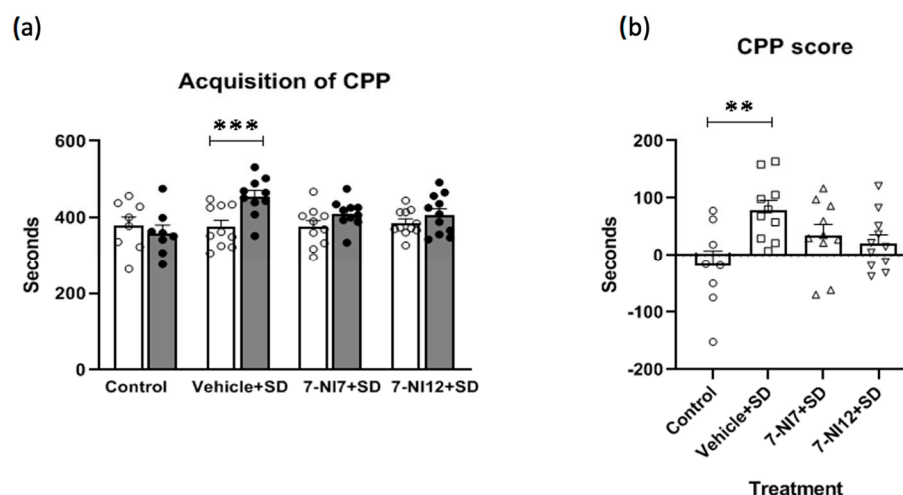 (a)
Acquisition of CPP
***
600
400
200
0
Seconds
Control
Vehicle+SD
7-NI7+SD
7-NI12+SD
(b)
CPP score
**
200
100
0
-100
-200
Seconds
Control
Vehicle+SD
7-NI7+SD
7-NI12+SD
Treatment